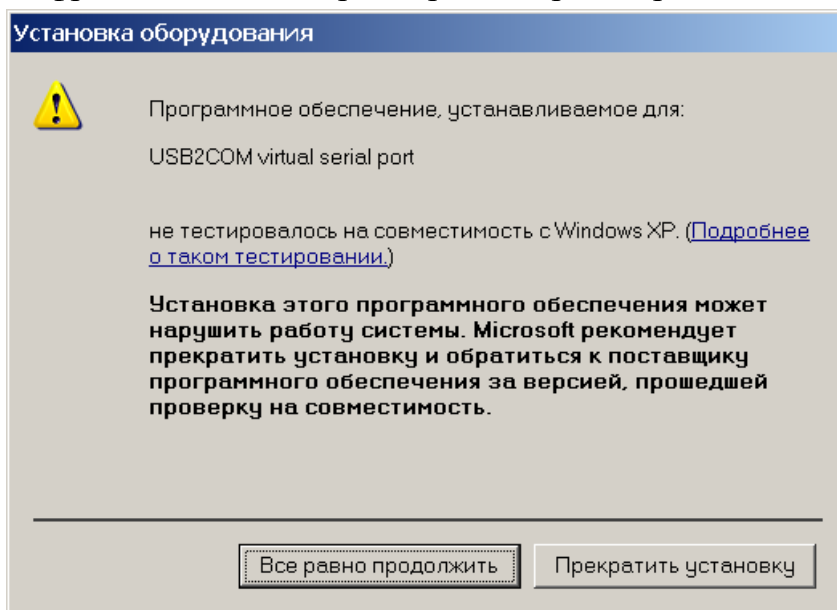 Установка оборудования
Программное обеспечение, устанавливаемое для:
USB2COM virtual serial port
не тестировалось на совместимость с Windows XP. (Подробнее
о таком тестировании.)
Установка этого программного обеспечения может
нарушить работу системы. Microsoft рекомендует
прекратить установку и обратиться к поставщику
программного обеспечения за версией, прошедшей
проверку на совместимость.
Все равно продолжить
Прекратить установку